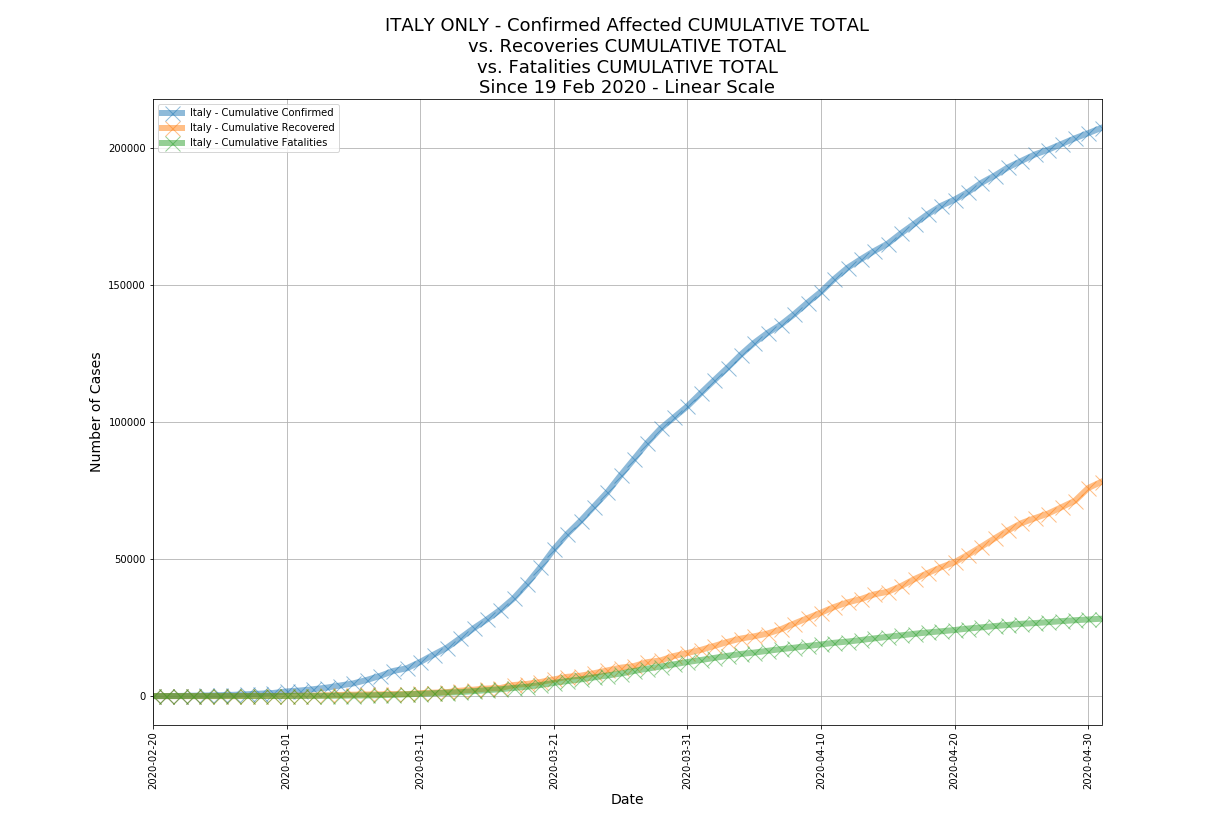 ITALY ONLY - Confirmed Affected CUMULATIVE TOTAL
vs. Recoveries CUMULATIVE TOTAL
vs. Fatalities CUMULATIVE TOTAL
Since 19 Feb 2020 - Linear Scale
Italy - Cumulative Confirmed
Italy - Cumulative Recovered
Italy - Cumulative Fatalities
200000
150000
100000
50000
0
Number of Cases
2020-02-20
2020-03-01
2020-03-11
2020-03-21
2020-03-31
2020-04-10
2020-04-20
2020-04-30
Date